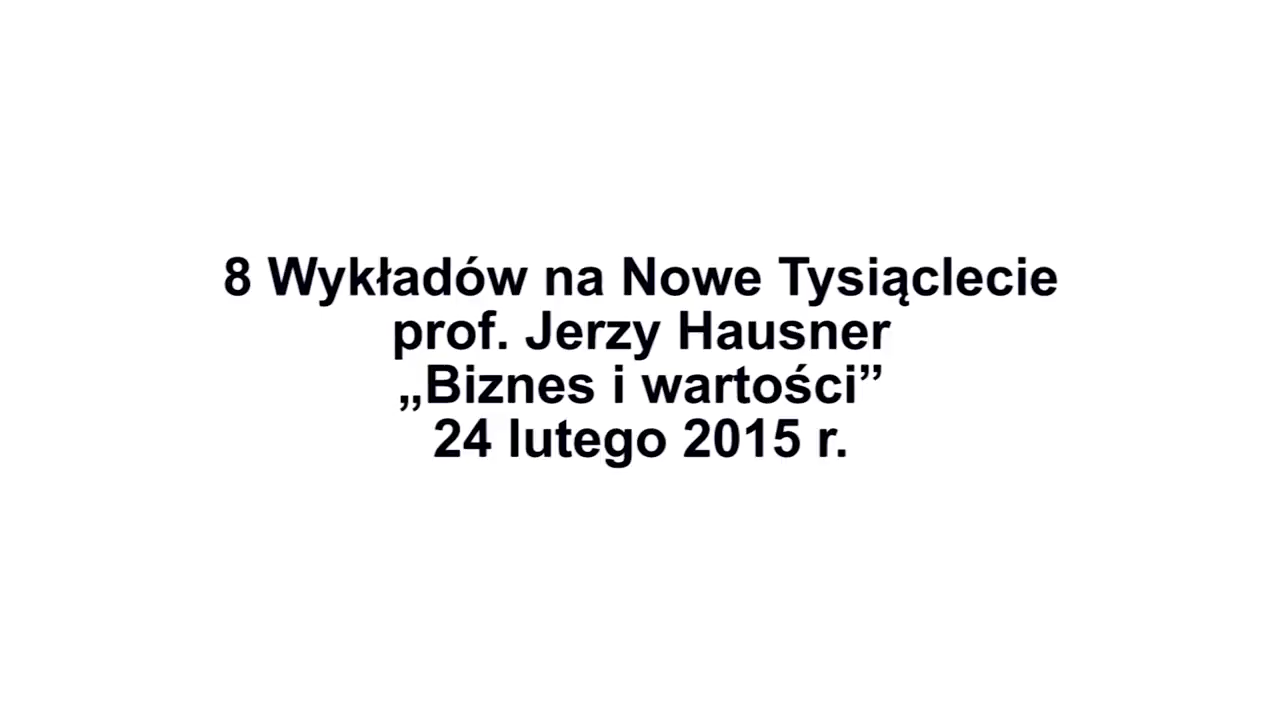 8 Wykładów na Nowe Tysiąclecie
prof. Jerzy Hausner
„Biznes i wartości”
24 lutego 2015 r.